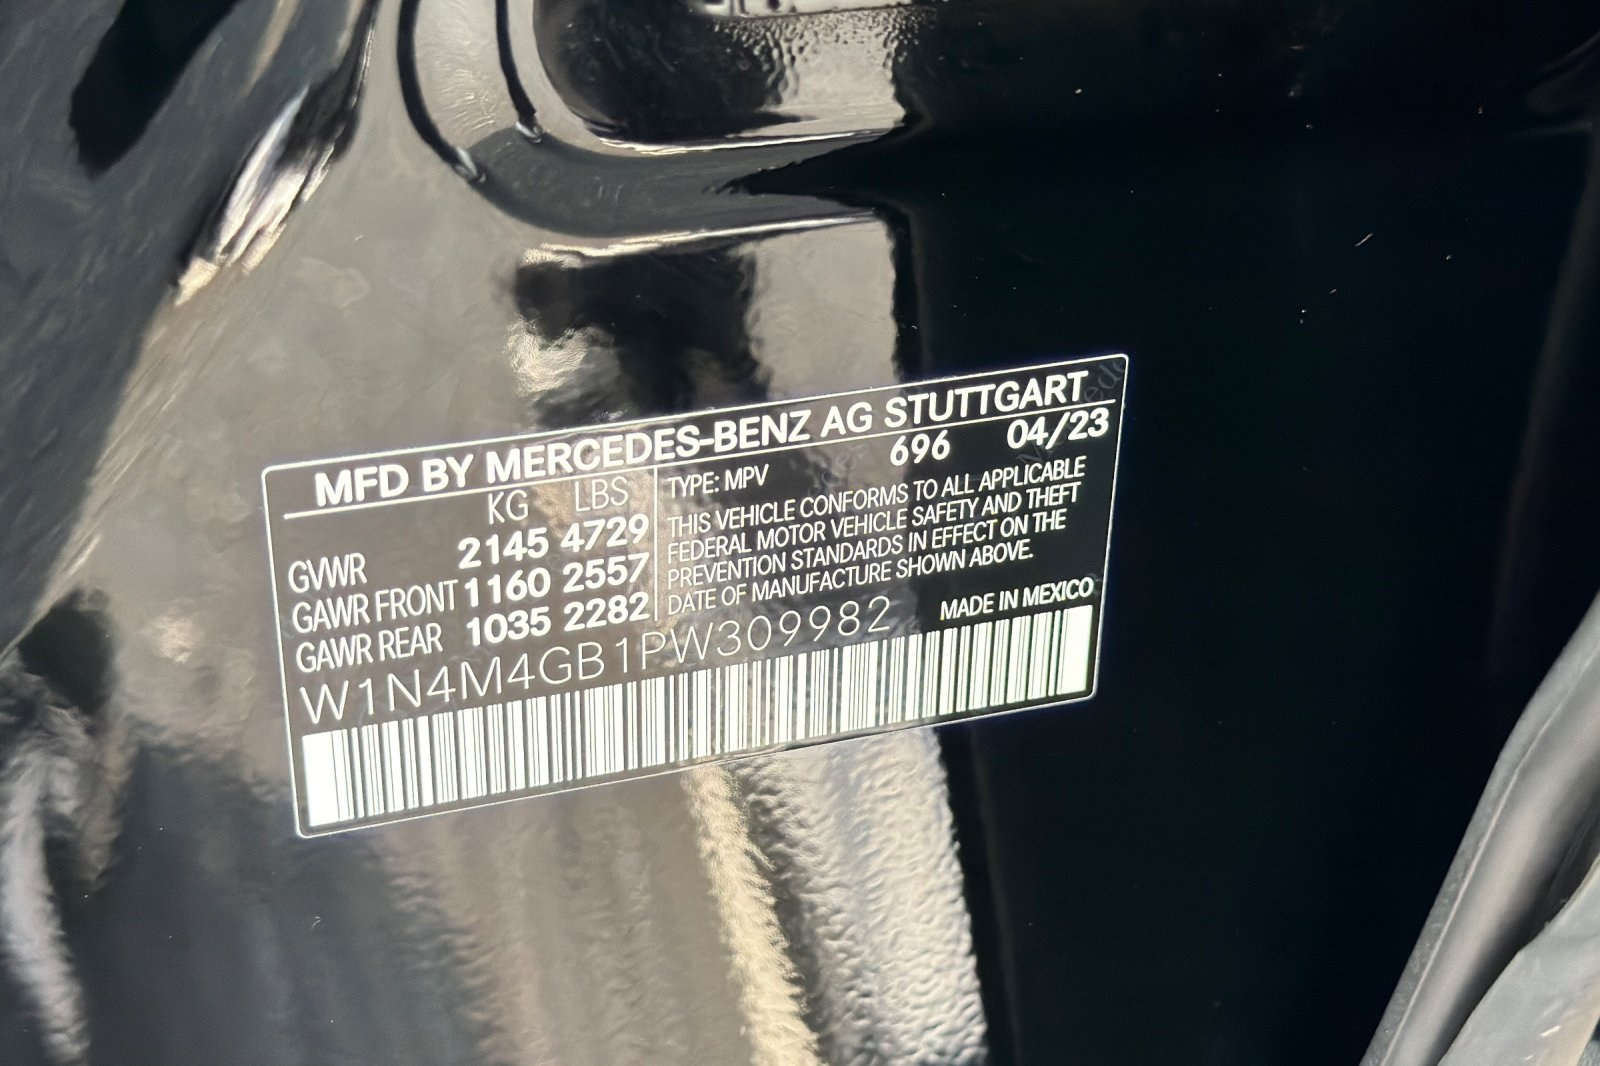 MFD BY MERCEDES-BENZ AG STUTTGART
KG LBS
GVWR 2145 4729
GAWR FRONT 1160 2557
GAWR REAR 1035 2282
696 04/23
TYPE: MPV
THIS VEHICLE CONFORMS TO ALL APPLICABLE
FEDERAL MOTOR VEHICLE SAFETY AND THEFT
PREVENTION STANDARDS IN EFFECT ON THE
DATE OF MANUFACTURE SHOWN ABOVE.
MADE IN MEXICO
W1N4M4GB1PW309982